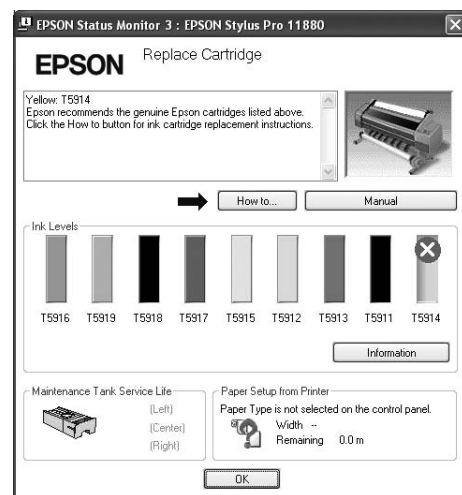 EPSON Status Monitor 3 : EPSON Stylus Pro 11880
EPSON
Replace Cartridge
Yellow: T5914
Epson recommends the genuine Epson cartridges listed above.
Click the How to button for ink cartridge replacement instructions.
How to...
Manual
Ink Levels
T5916 T5919 T5918 T5917 T5915 T5912 T5913 T5911 T5914
Information
Maintenance Tank Service Life
(Left)
(Center)
(Right)
Paper Setup from Printer
Paper Type is not selected on the control panel.
Width --
Remaining 0.0 m
OK